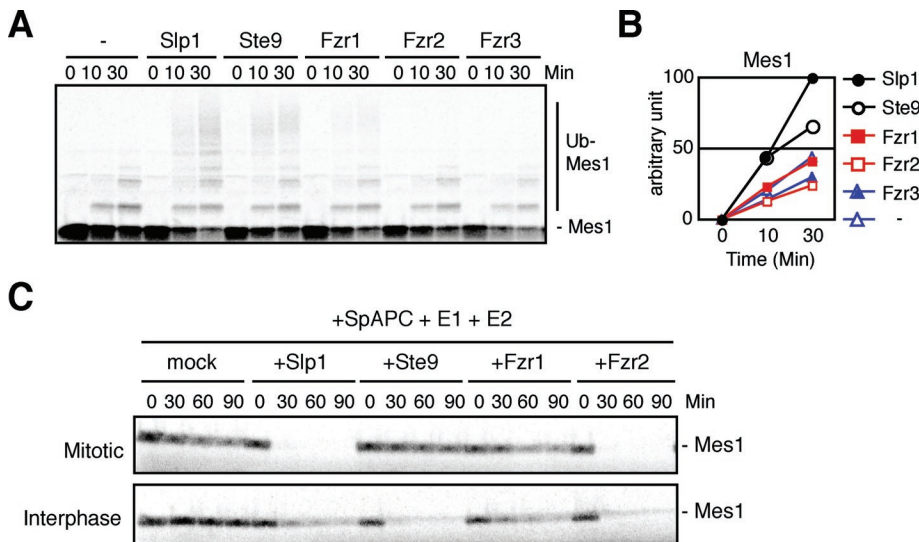 A
- Slp1 Ste9 Fzr1 Fzr2 Fzr3
0 10 30 0 10 30 0 10 30 0 10 30 0 10 30 0 10 30 Min
Ub-
Mes1
- Mes1
B
Mes1
100
50
0
arbitrary unit
0 10 30
Time (Min)
Slp1
Ste9
Fzr1
Fzr2
Fzr3
-
C
+SpAPC + E1 + E2
mock +Slp1 +Ste9 +Fzr1 +Fzr2
0 30 60 90 0 30 60 90 0 30 60 90 0 30 60 90 0 30 60 90 Min
Mitotic - Mes1
Interphase - Mes1